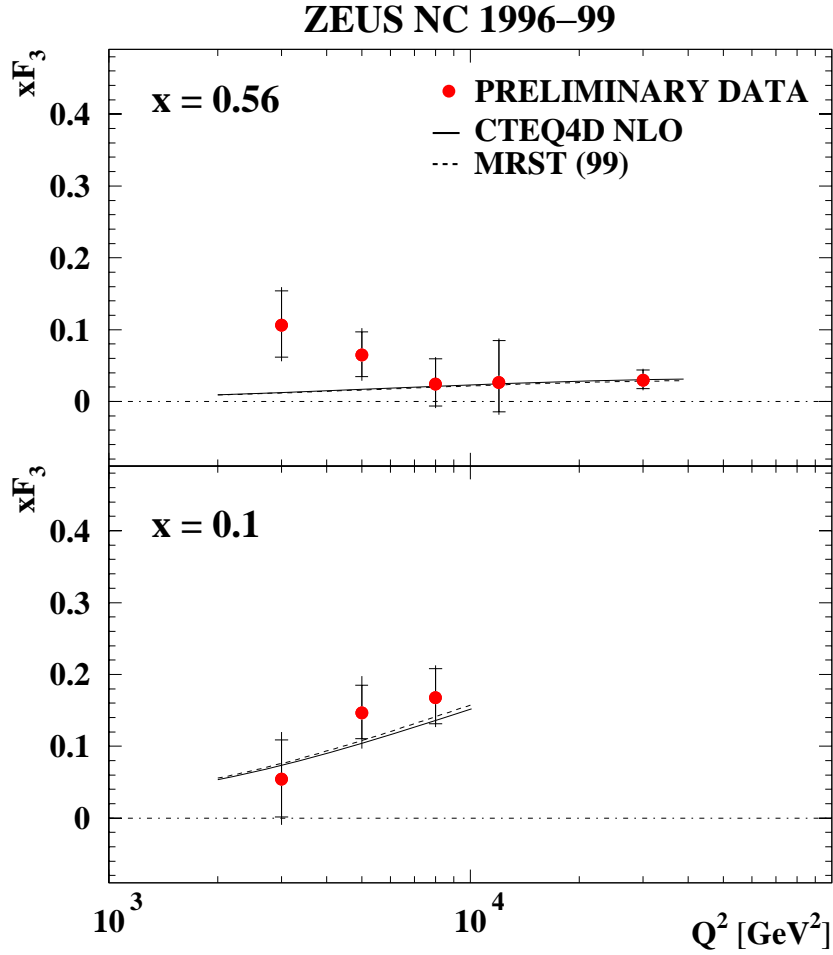 ZEUS NC 1996–99
xF3
x = 0.56
PRELIMINARY DATA
CTEQ4D NLO
MRST (99)
0.4
0.3
0.2
0.1
0
xF3
x = 0.1
0.4
0.3
0.2
0.1
0
10^3
10^4
Q^2 [GeV^2]